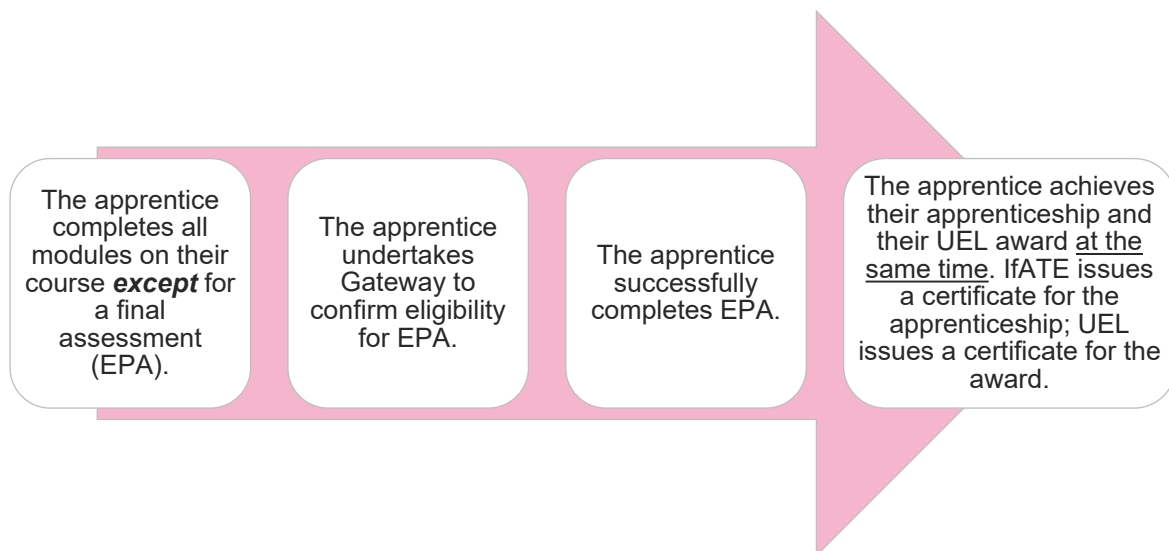 The apprentice
completes all
modules on their
course except for
a final
assessment
(EPA).
The apprentice
undertakes
Gateway to
confirm eligibility
for EPA.
The apprentice
successfully
completes EPA.
The apprentice achieves
their apprenticeship and
their UEL award at the
same time. IfATE issues
a certificate for the
apprenticeship; UEL
issues a certificate for the
award.